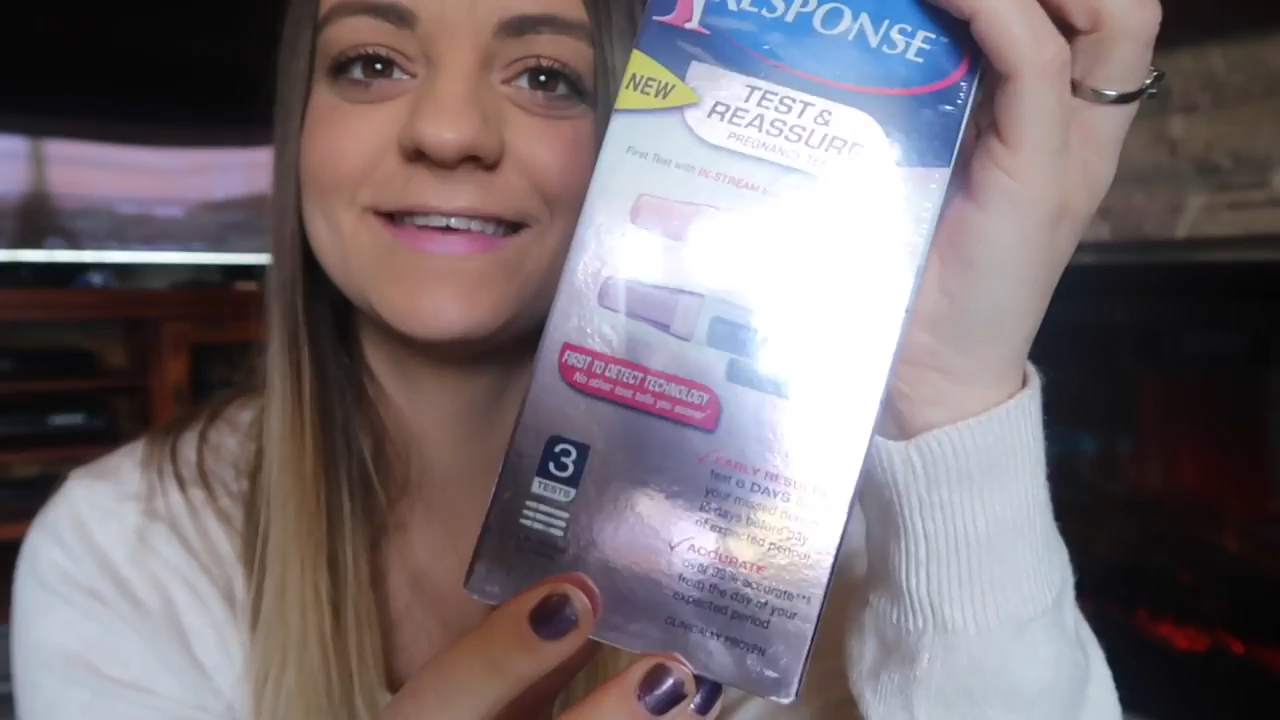 RESPONSE
NEW
TEST &
REASSURE
PREGNANCY TE
First Test with IN-STREAM
FIRST TO DETECT TECHNOLOGY
No other test tells you sooner*
3
TESTS
EARLY RESULTS
Test 6 DAYS
your missed
days before day
of expected period)
ACCURATE
over 99% accurate***
from the day of your
expected period
CLINICALLY PROVEN